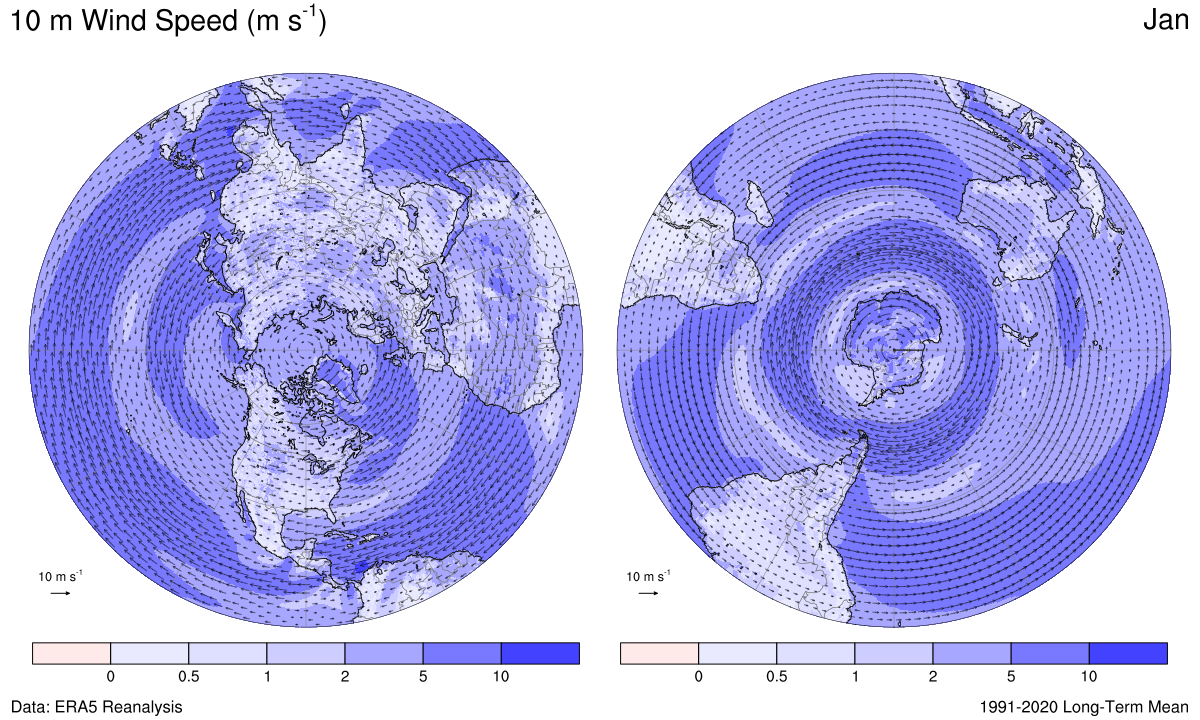 10 m Wind Speed (m s⁻¹)
Jan
10 m s⁻¹
10 m s⁻¹
0 0.5 1 2 5 10
0 0.5 1 2 5 10
Data: ERA5 Reanalysis
1991-2020 Long-Term Mean